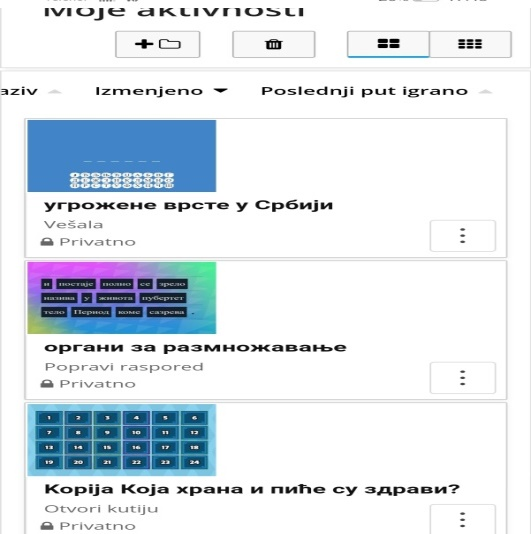 Моје aktivnosti
aziv Izmenjeno Poslednji put igrano
угрожене врсте у Србији
Vešala
Privatno
и постаје полно се зрело
назива у живота пубертет
тело Период коме сазрева .
органи за размножавање
Popravi raspored
Privatno
1 2 3 4 5 6
7 8 9 10 11 12
13 14 15 16 17 18
19 20 21 22 23 24
Kopija Која храна и пиће су здрави?
Otvori kutiju
Privatno